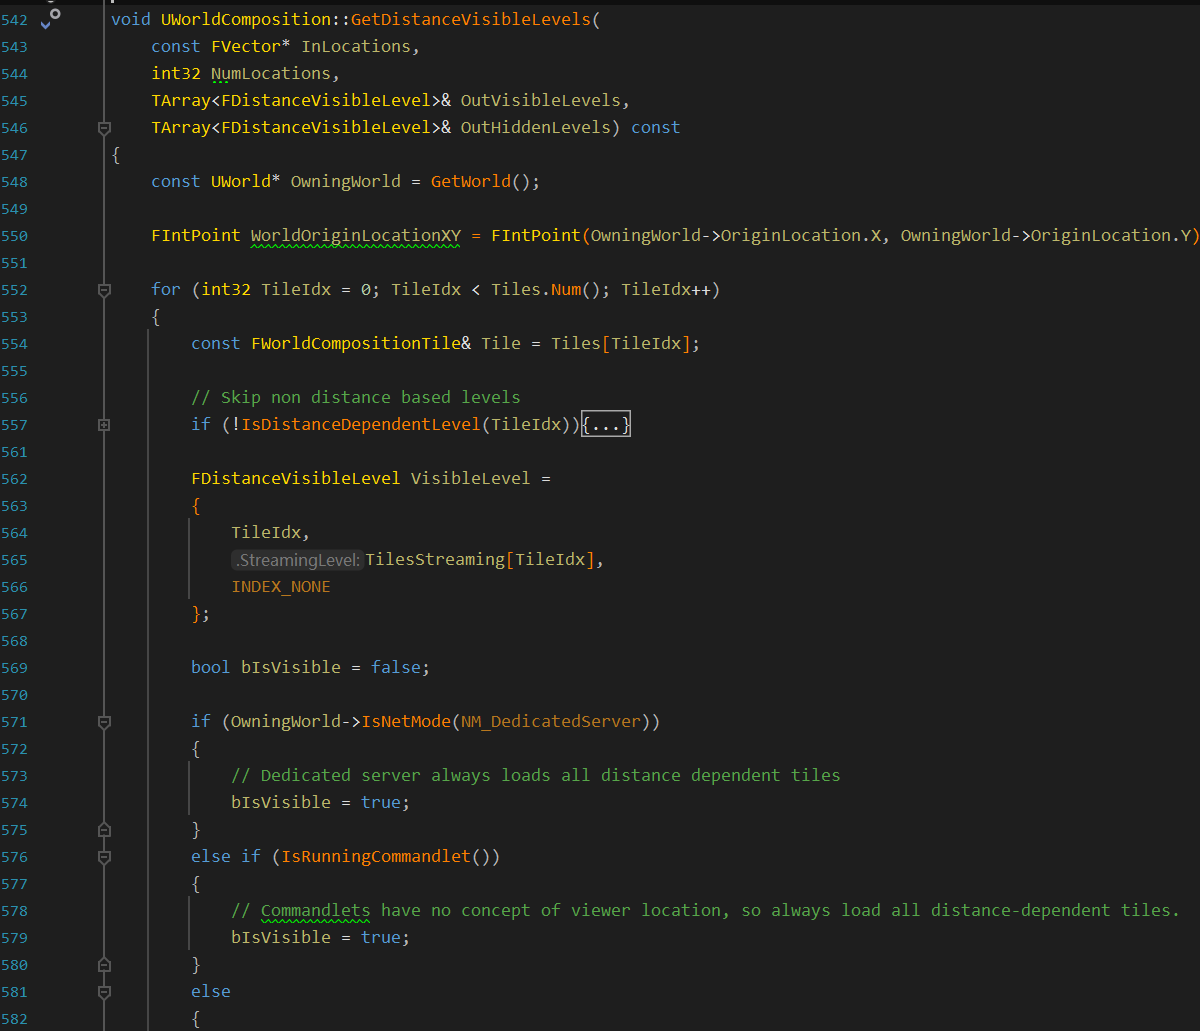 542 void UWorldComposition::GetDistanceVisibleLevels(
543 const FVector* InLocations,
544 int32 NumLocations,
545 TArray<FDistanceVisibleLevel>& OutVisibleLevels,
546 TArray<FDistanceVisibleLevel>& OutHiddenLevels) const
547 {
548 const UWorld* OwningWorld = GetWorld();
549
550 FIntPoint WorldOriginLocationXY = FIntPoint(OwningWorld->OriginLocation.X, OwningWorld->OriginLocation.Y)
551
552 for (int32 TileIdx = 0; TileIdx < Tiles.Num(); TileIdx++)
553 {
554 const FWorldCompositionTile& Tile = Tiles[TileIdx];
555
556 // Skip non distance based levels
557 if (!IsDistanceDependentLevel(TileIdx)){...}
561
562 FDistanceVisibleLevel VisibleLevel =
563 {
564 TileIdx,
565 .StreamingLevel: TilesStreaming[TileIdx],
566 INDEX_NONE
567 };
568
569 bool bIsVisible = false;
570
571 if (OwningWorld->IsNetMode(NM_DedicatedServer))
572 {
573 // Dedicated server always loads all distance dependent tiles
574 bIsVisible = true;
575 }
576 else if (IsRunningCommandlet())
577 {
578 // Commandlets have no concept of viewer location, so always load all distance-dependent tiles.
579 bIsVisible = true;
580 }
581 else
582 {